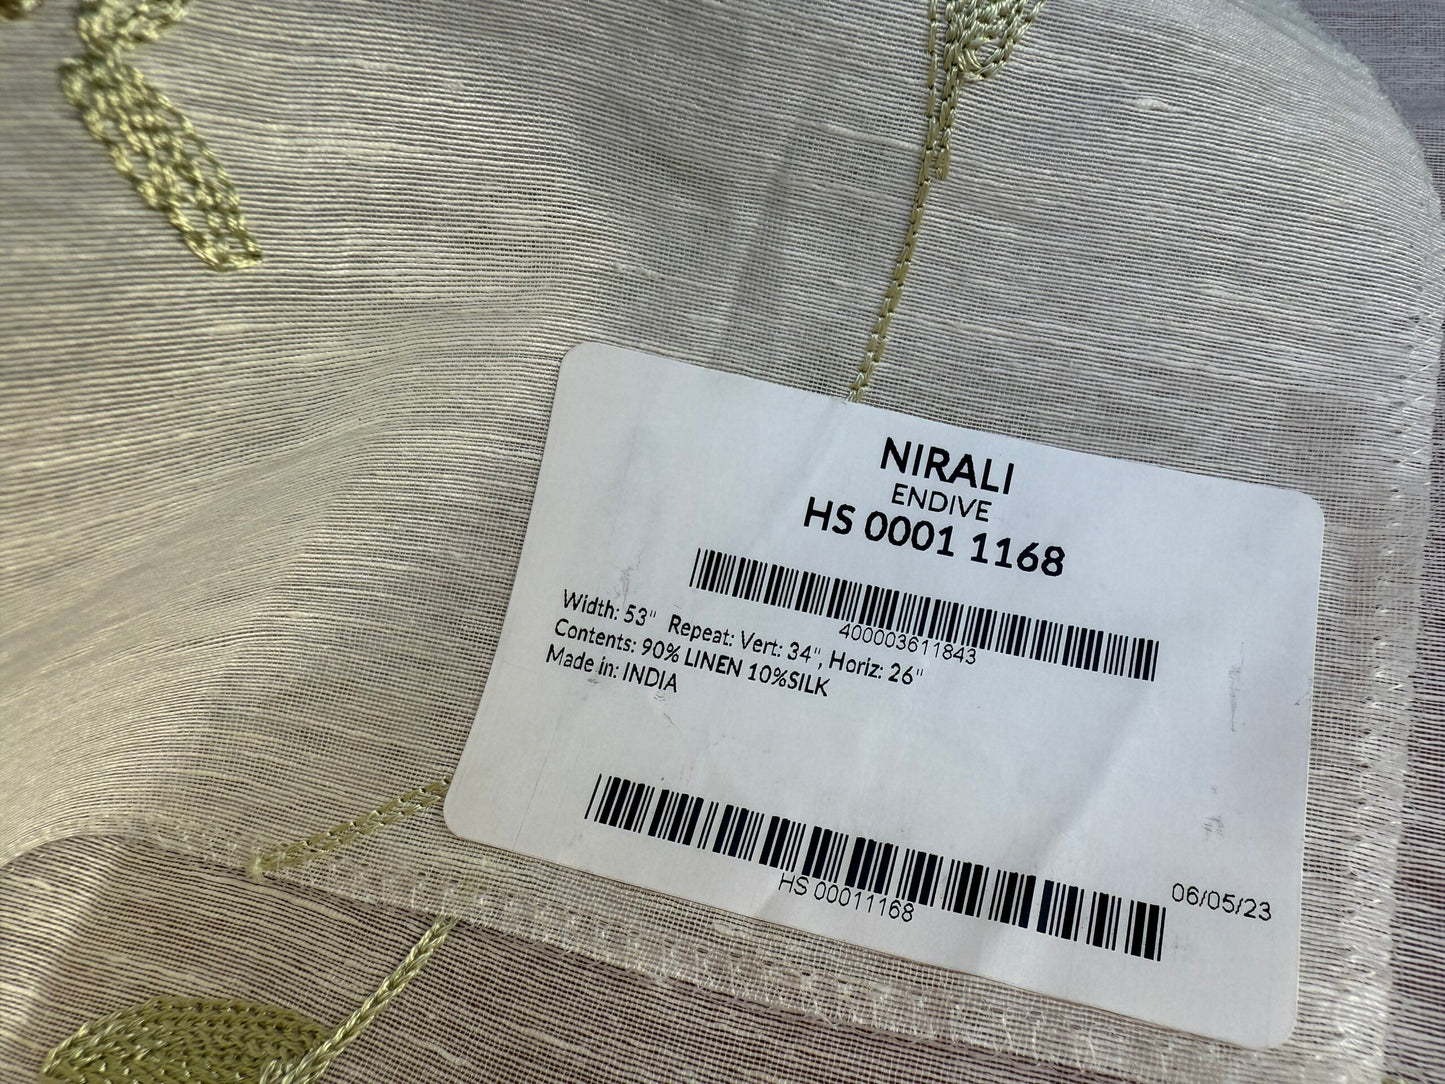 NIRALI
ENDIVE
HS 0001 1168
400003611843
Width: 53" Repeat: Vert: 34", Horiz: 26"
Contents: 90% LINEN 10%SILK
Made in: INDIA
HS 00011168
06/05/23